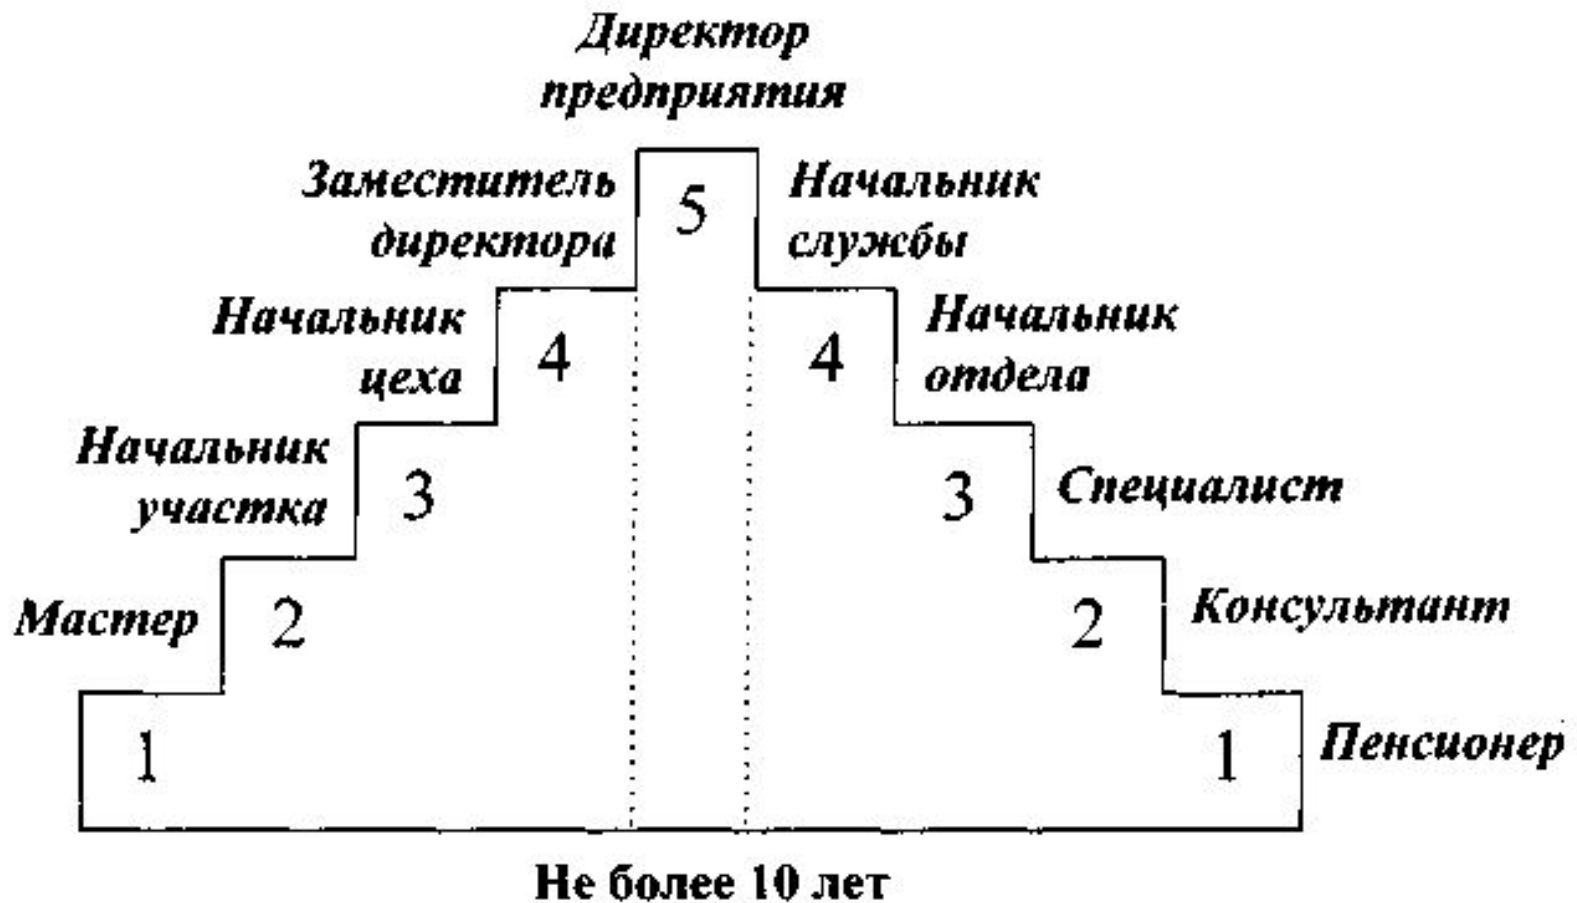 Директор
предприятия
Заместитель
директора
5
Начальник
службы
Начальник
цеха
4
4
Начальник
отдела
Начальник
участка
3
3
Специалист
Мастер
2
2
Консультант
1
1
Пенсионер
Не более 10 лет